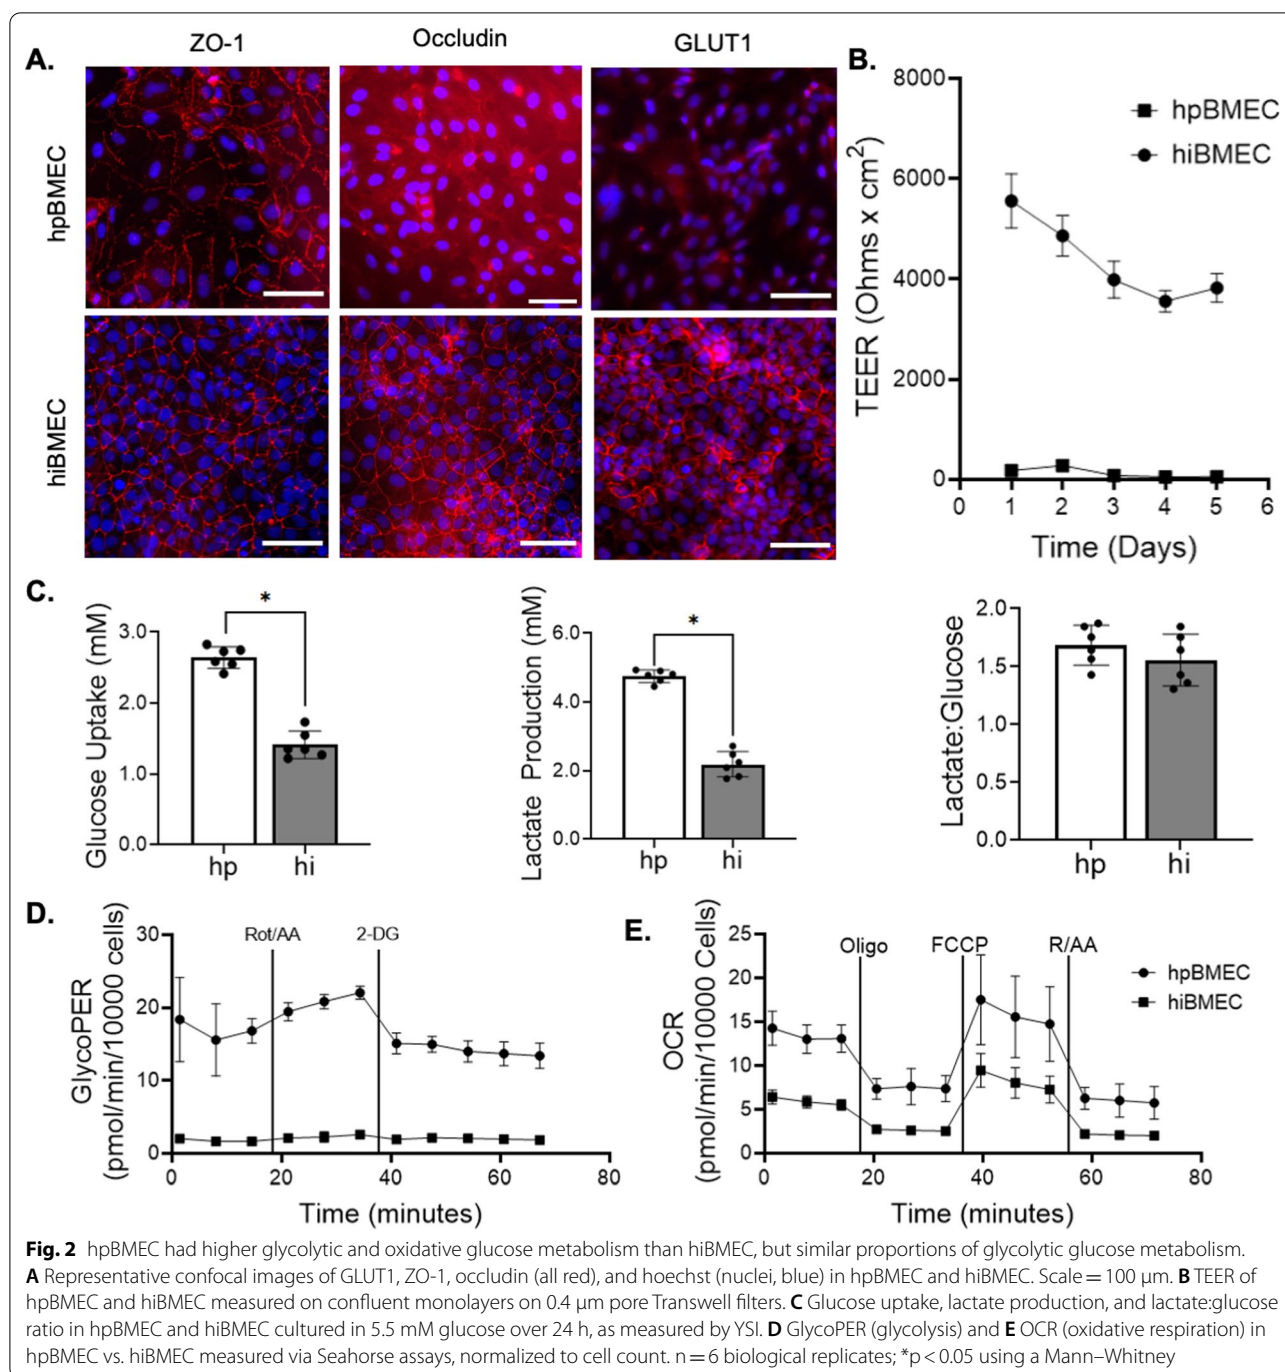 A.
ZO-1
Occludin
GLUT1
hpBMEC
hiBMEC
B.
8000
6000
4000
2000
0
TEER (Ohms x cm²)
hpBMEC
hiBMEC
0 1 2 3 4 5 6
Time (Days)
C.
Glucose Uptake (mM)
3.0
2.0
1.0
0.0
*
hp hi
Lactate Production (mM)
6.0
4.0
2.0
0.0
*
hp hi
Lactate:Glucose
2.0
1.5
1.0
0.5
0.0
hp hi
D.
GlycoPER
(pmol/min/10000 cells)
30
20
10
0
Rot/AA 2-DG
0 20 40 60 80
Time (minutes)
E.
OCR
(pmol/min/10000 Cells)
25
20
15
10
5
0
Oligo FCCP R/AA
hpBMEC
hiBMEC
0 20 40 60 80
Time (minutes)
Fig. 2 hpBMEC had higher glycolytic and oxidative glucose metabolism than hiBMEC, but similar proportions of glycolytic glucose metabolism.
A Representative confocal images of GLUT1, ZO-1, occludin (all red), and hoechst (nuclei, blue) in hpBMEC and hiBMEC. Scale = 100 μm. B TEER of
hpBMEC and hiBMEC measured on confluent monolayers on 0.4 μm pore Transwell filters. C Glucose uptake, lactate production, and lactate:glucose
ratio in hpBMEC and hiBMEC cultured in 5.5 mM glucose over 24 h, as measured by YSI. D GlycoPER (glycolysis) and E OCR (oxidative respiration) in
hpBMEC vs. hiBMEC measured via Seahorse assays, normalized to cell count. n = 6 biological replicates; *p < 0.05 using a Mann–Whitney